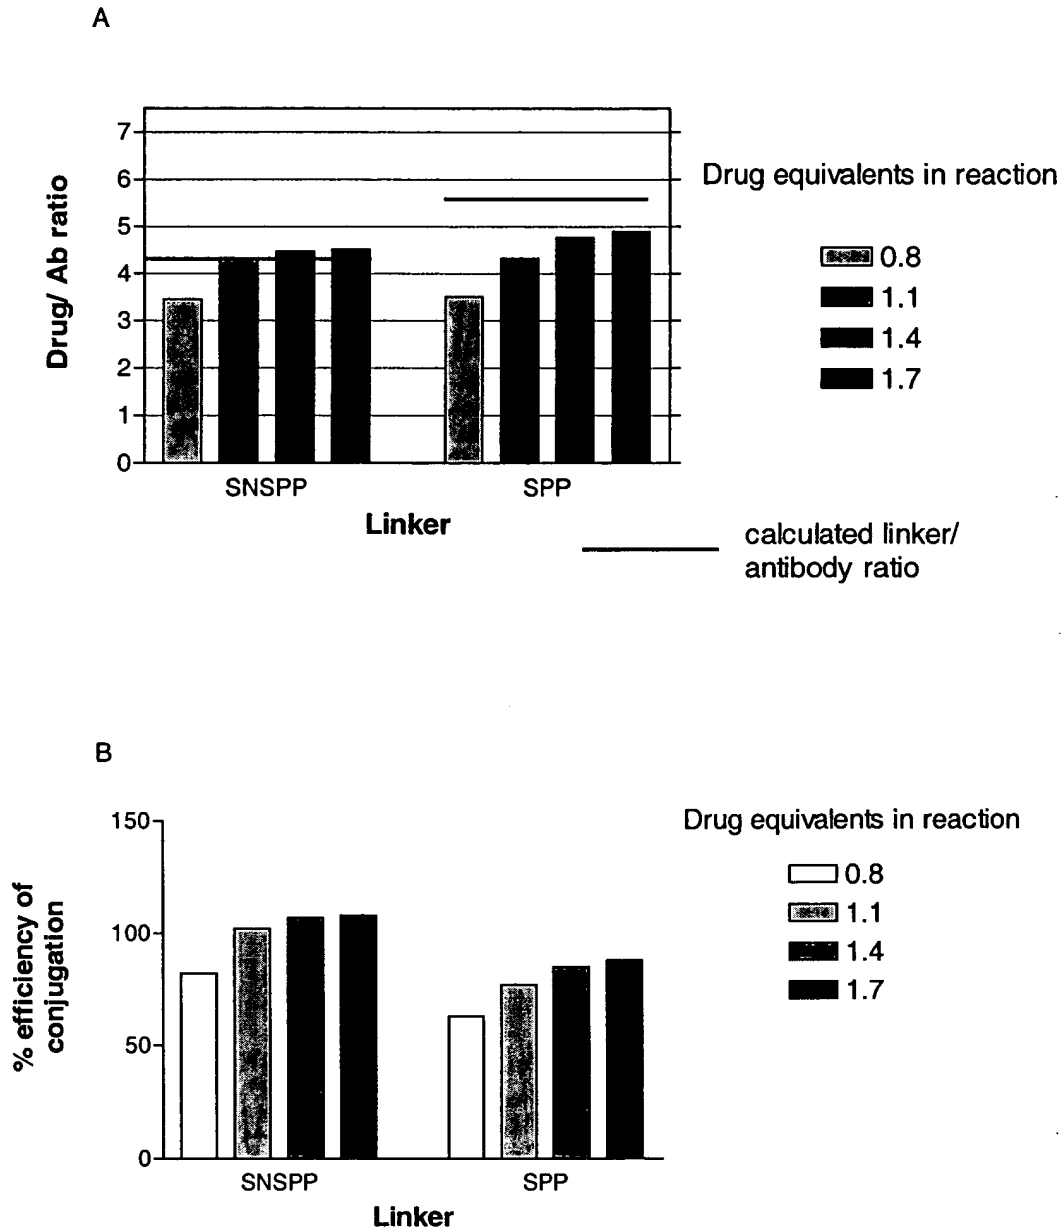 A
Drug/ Ab ratio
7
6
5
4
3
2
1
0
SNSPP SPP
Linker
Drug equivalents in reaction
0.8
1.1
1.4
1.7
calculated linker/
antibody ratio
B
% efficiency of
conjugation
150
100
50
0
SNSPP SPP
Linker
Drug equivalents in reaction
0.8
1.1
1.4
1.7